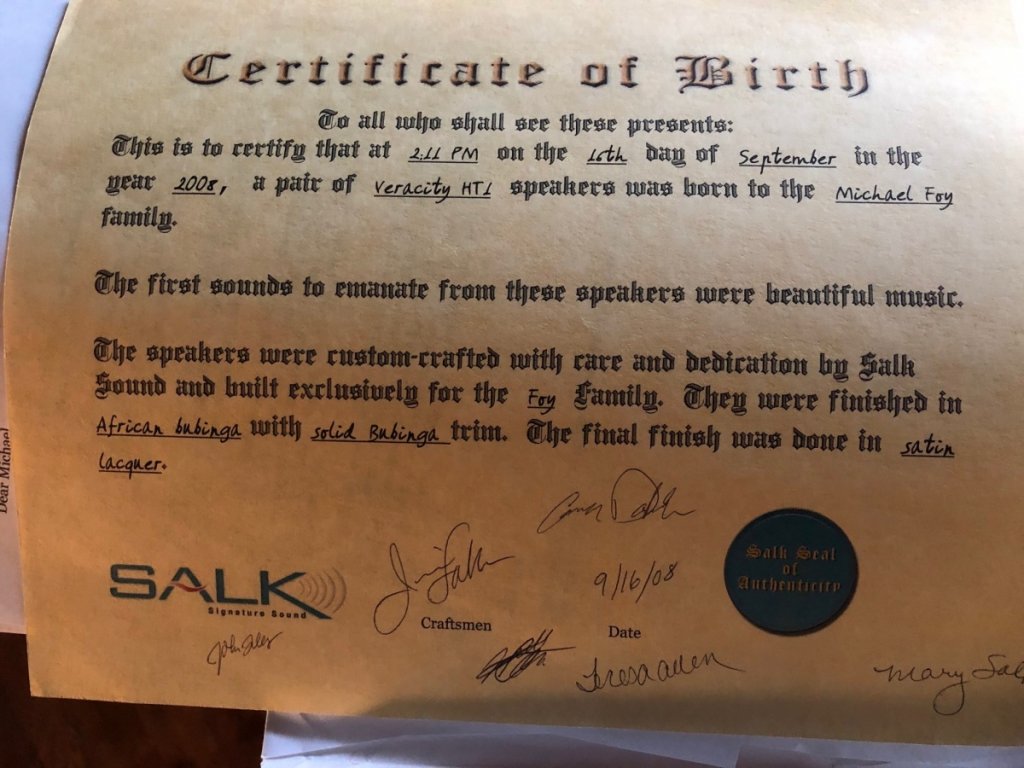 Certificate of Birth
To all who shall see these presents:
This is to certify that at 2:11 PM on the 16th day of September in the
year 2008, a pair of Veracity HT1 speakers was born to the Michael Foy
family.
The first sounds to emanate from these speakers were beautiful music.
The speakers were custom-crafted with care and dedication by Salk
Sound and built exclusively for the Foy Family. They were finished in
African bubinga with solid Bubinga trim. The final finish was done in satin
lacquer.
Dear Michael
SALK
Signature Sound
Jim Salk
Craftsmen
9/16/08
Date
Salk Seal
of
Authenticity
Teresa
Mary